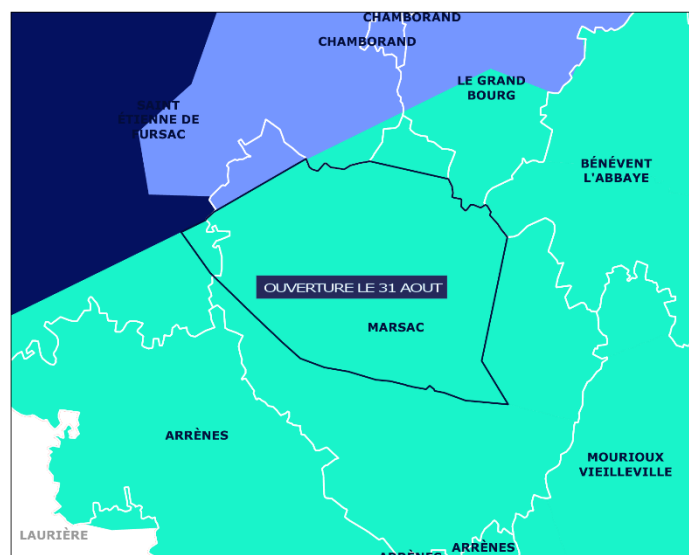 CHAMBORAND
CHAMBORAND
LE GRAND
BOURG
SAINT
ÉTIENNE DE
FURSAC
BÉNÉVENT
L'ABBAYE
OUVERTURE LE 31 AOUT
MARSAC
ARRÈNES
MOURIOUX
VIEILLEVILLE
LAURIÈRE
ARRÈNES
ARRÈNES